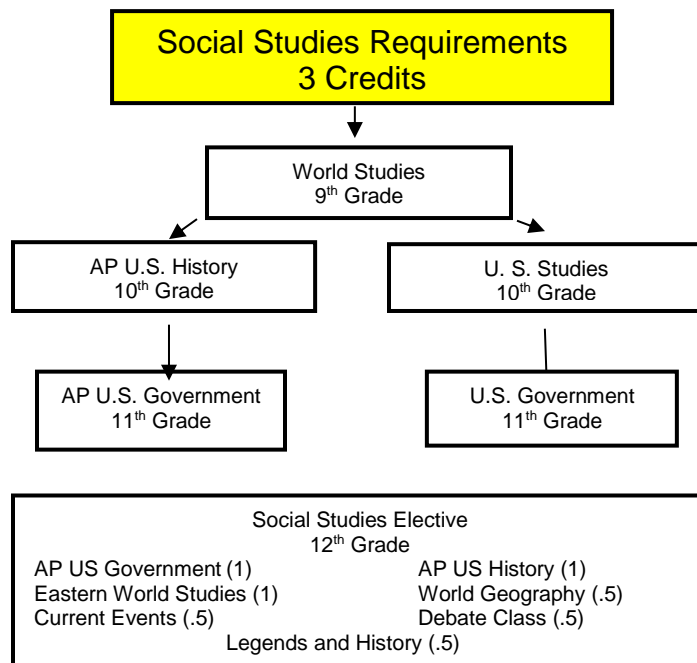 Social Studies Requirements
3 Credits
World Studies
9th Grade
AP U.S. History
10th Grade
U. S. Studies
10th Grade
AP U.S. Government
11th Grade
U.S. Government
11th Grade
Social Studies Elective
12th Grade
AP US Government (1) AP US History (1)
Eastern World Studies (1) World Geography (.5)
Current Events (.5) Debate Class (.5)
Legends and History (.5)